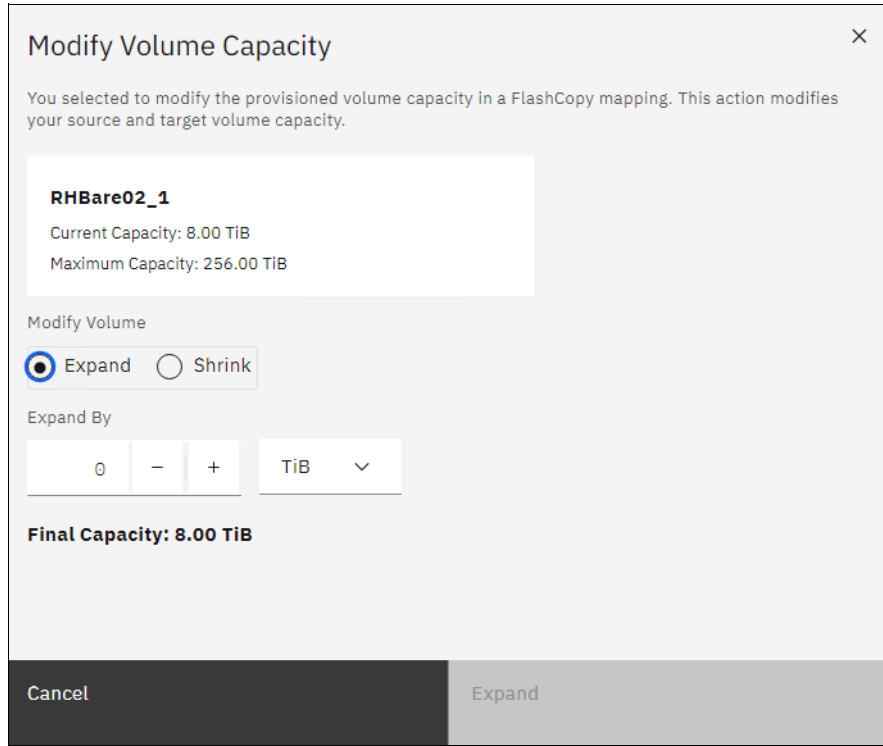 Modify Volume Capacity
You selected to modify the provisioned volume capacity in a FlashCopy mapping. This action modifies
your source and target volume capacity.
RHBare02_1
Current Capacity: 8.00 TiB
Maximum Capacity: 256.00 TiB
Modify Volume
Expand Shrink
Expand By
0 − + TiB
Final Capacity: 8.00 TiB
Cancel Expand